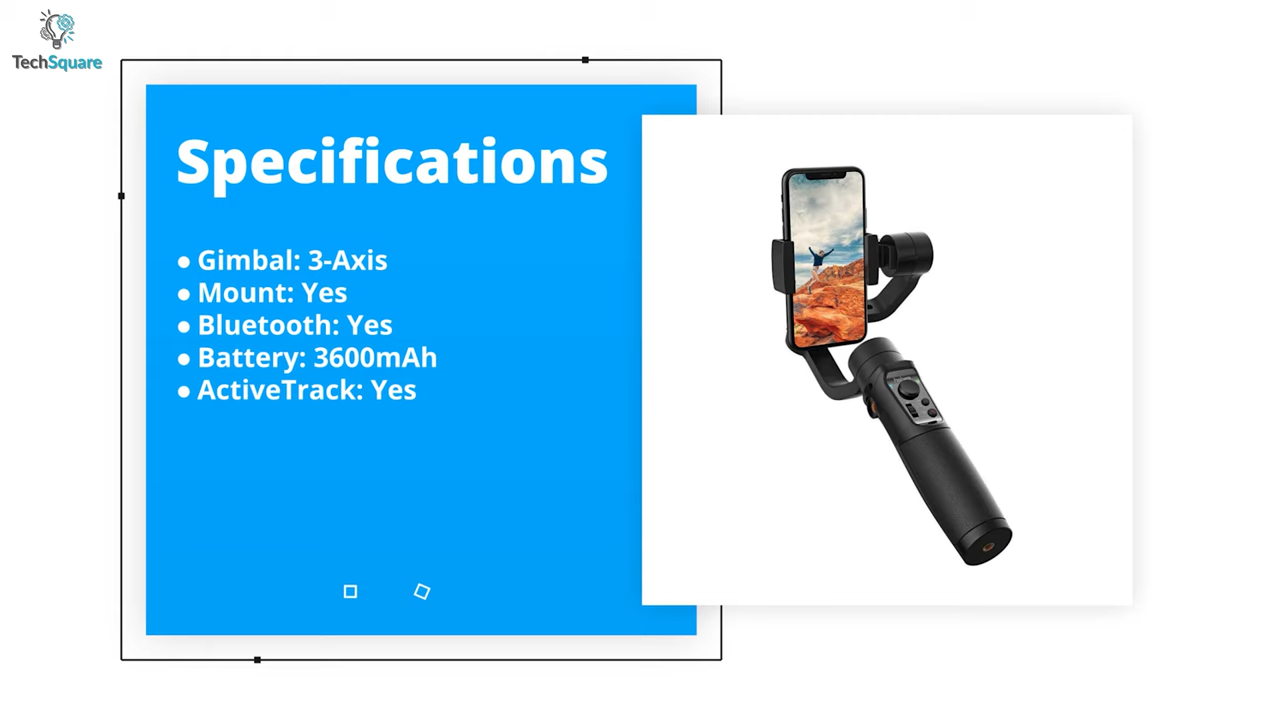 TechSquare
Specifications
● Gimbal: 3-Axis
● Mount: Yes
● Bluetooth: Yes
● Battery: 3600mAh
● ActiveTrack: Yes